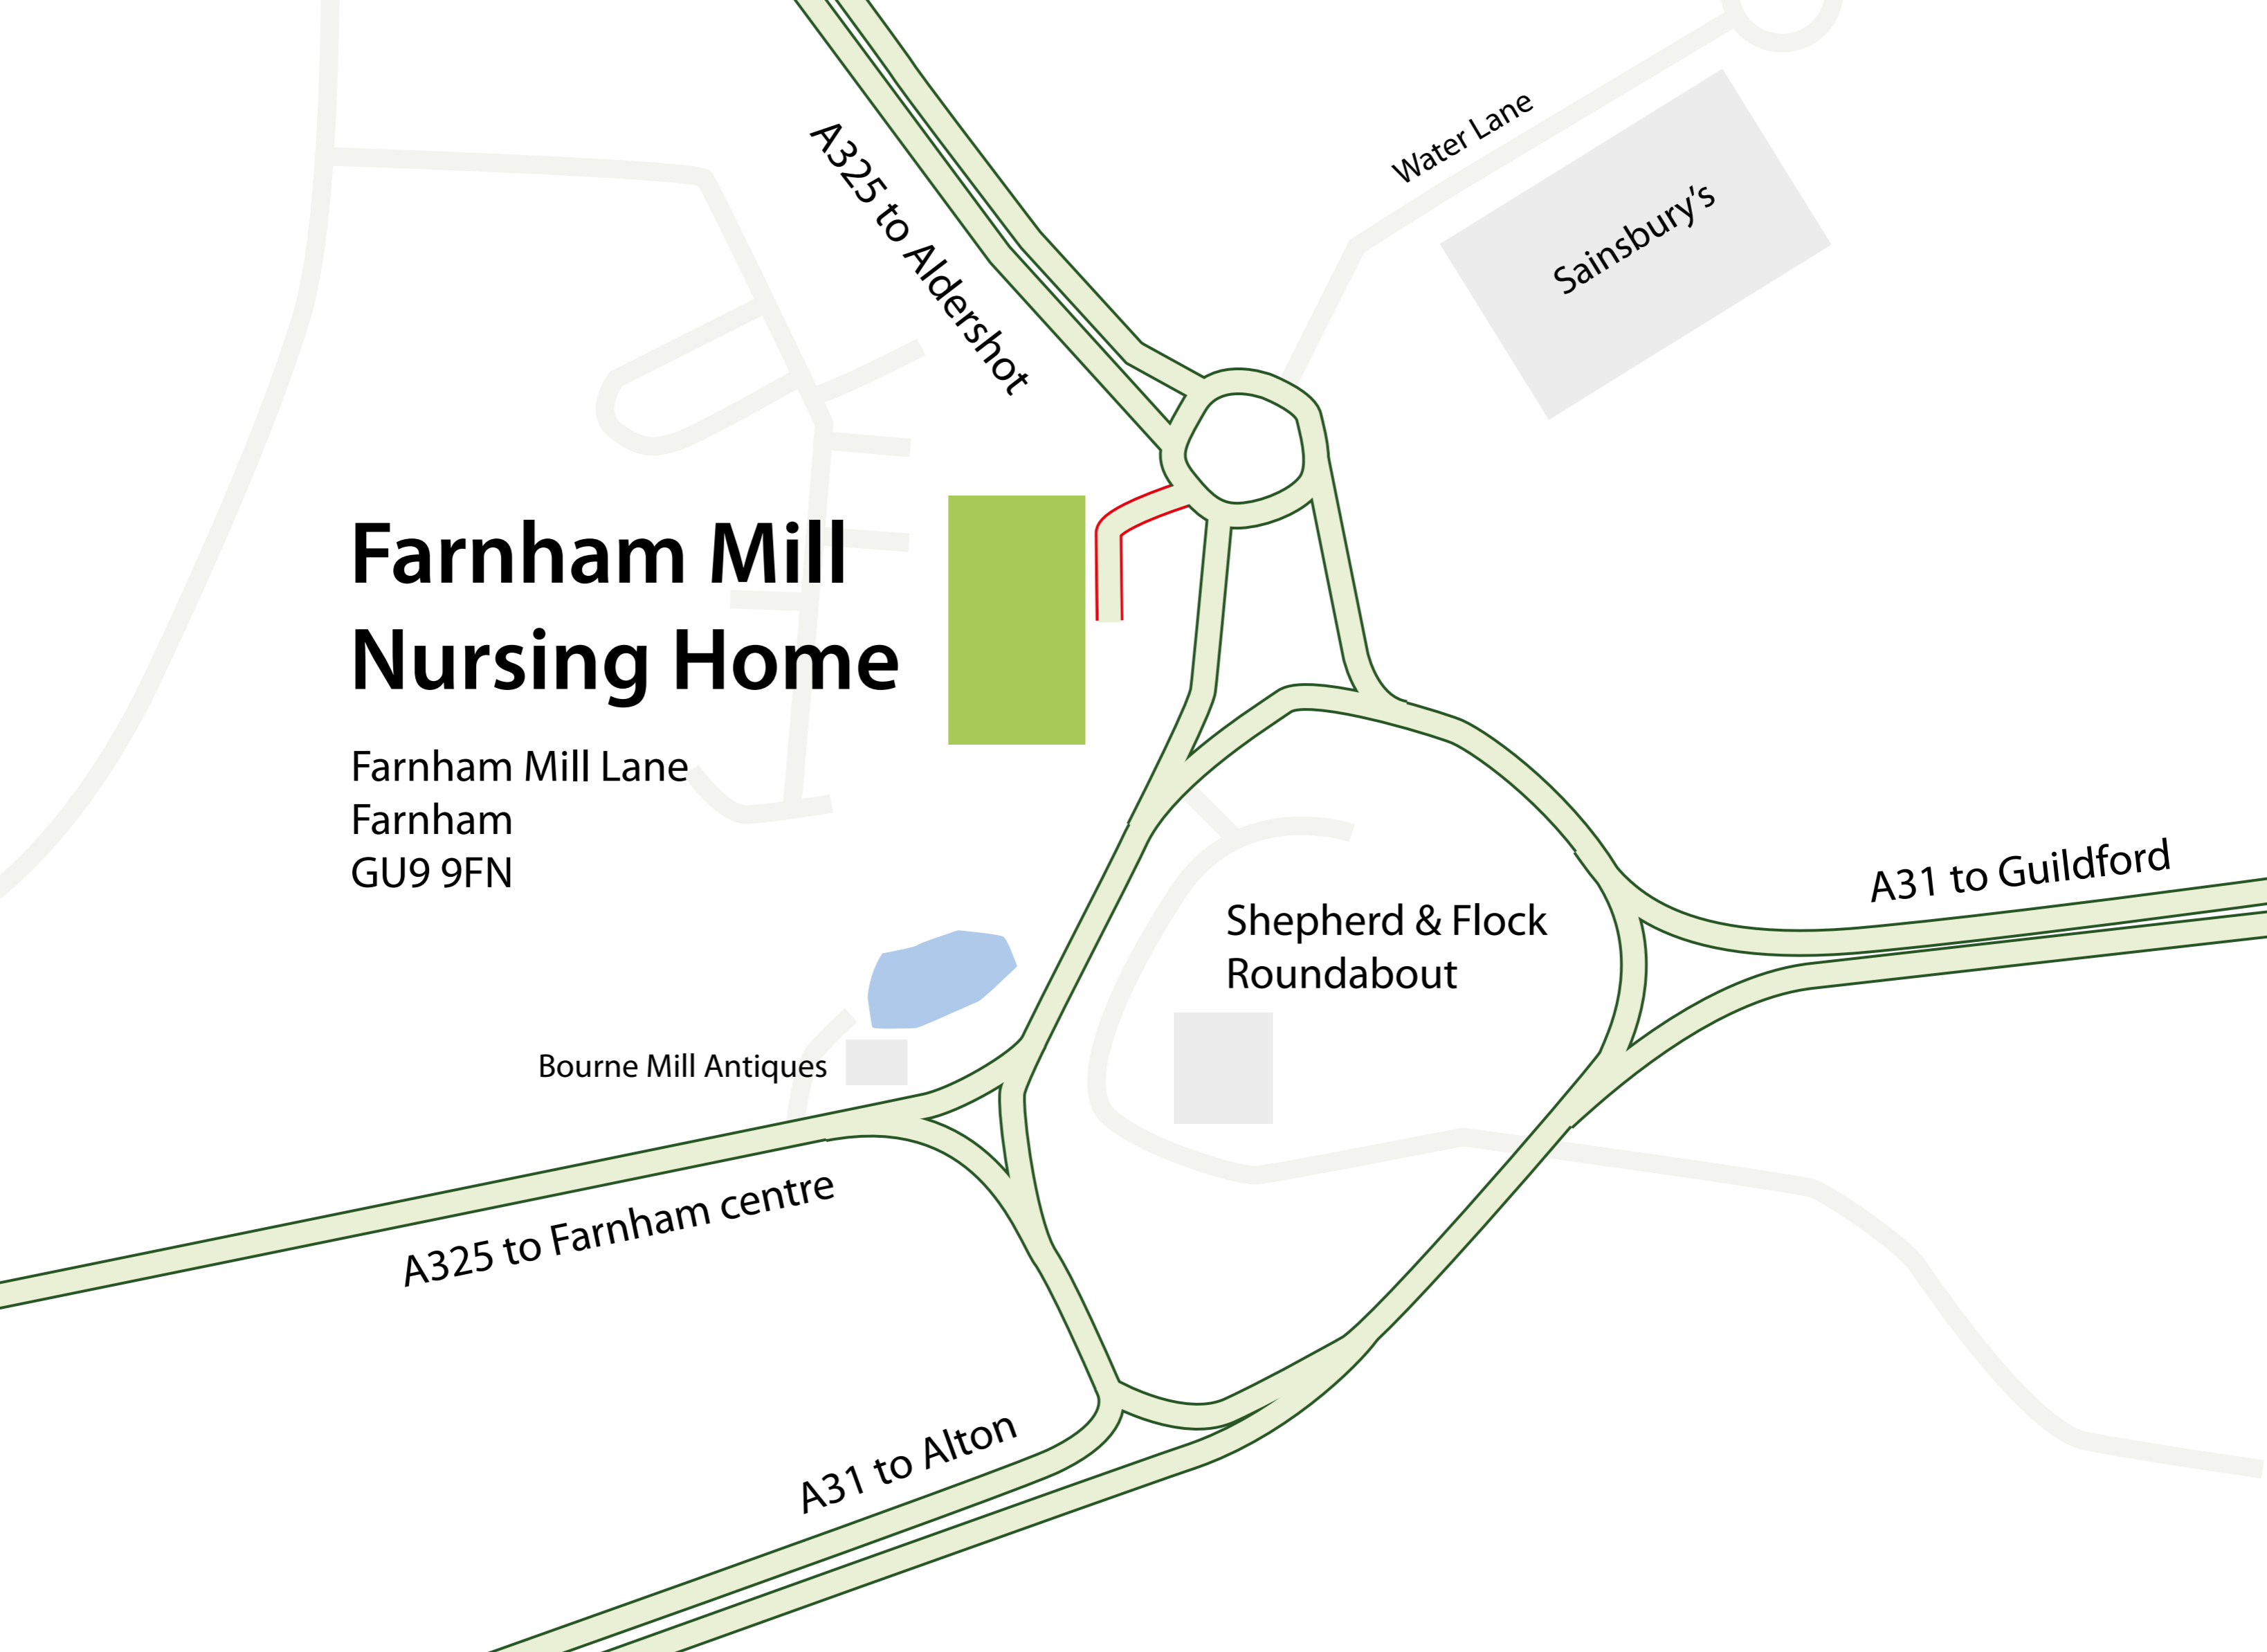 Water Lane
A325 to Aldershot
Sainsbury's
Farnham Mill
Nursing Home
Farnham Mill Lane
Farnham
GU9 9FN
A31 to Guildford
Shepherd & Flock
Roundabout
Bourne Mill Antiques
A325 to Farnham centre
A31 to Alton